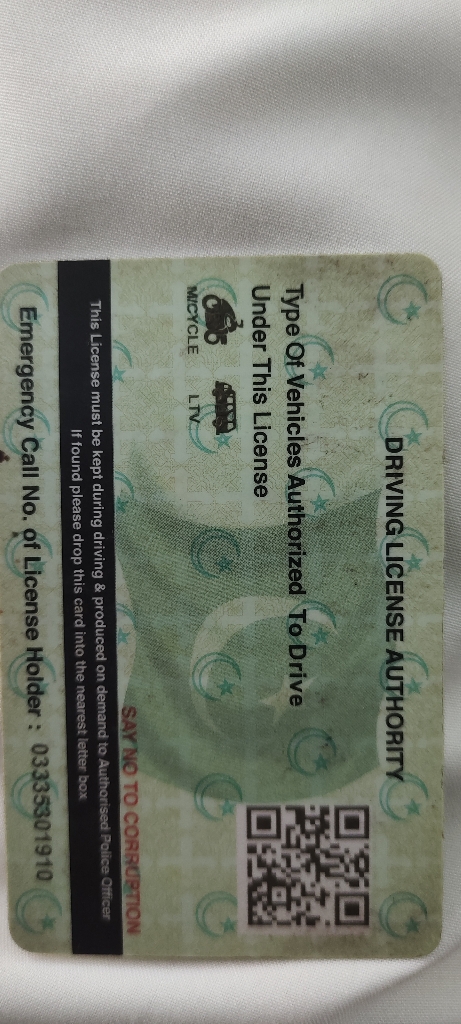 DRIVING LICENSE AUTHORITY
Type Of Vehicles Authorized To Drive
Under This License
M/CYCLE
LTV
SAY NO TO CORRUPTION
This License must be kept during driving & produced on demand to Authorised Police Officer
If found please drop this card into the nearest letter box
Emergency Call No. of License Holder : 03335301910